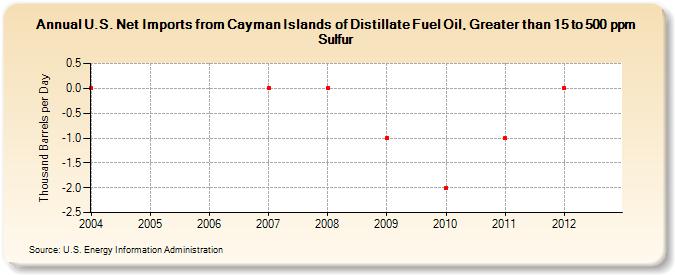 Annual U.S. Net Imports from Cayman Islands of Distillate Fuel Oil, Greater than 15 to 500 ppm
Sulfur
Thousand Barrels per Day
0.5
0.0
-0.5
-1.0
-1.5
-2.0
-2.5
2004 2005 2006 2007 2008 2009 2010 2011 2012
Source: U.S. Energy Information Administration